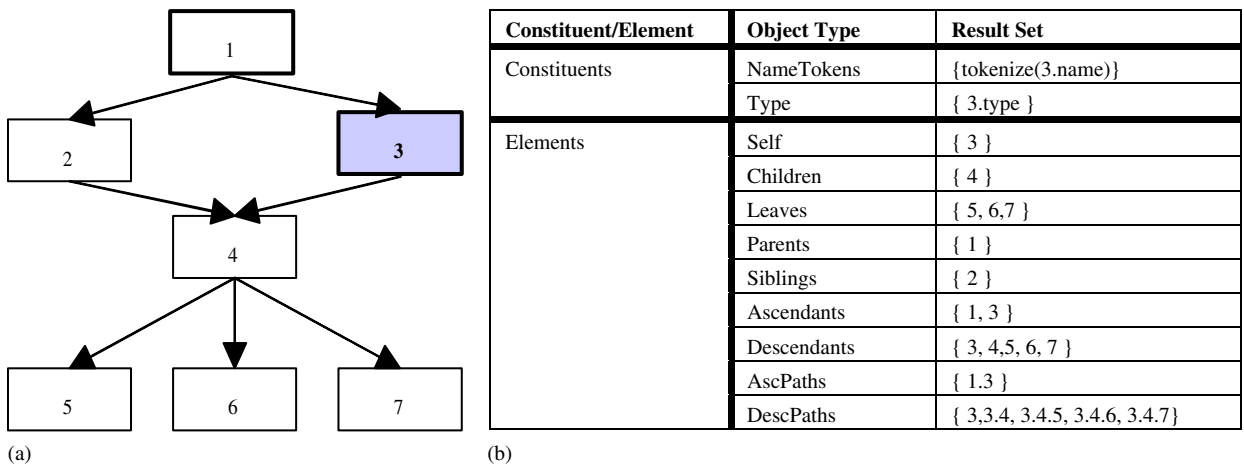 1
2
3
4
5
6
7
(a)
Constituent/Element Object Type Result Set
Constituents NameTokens {tokenize(3.name)}
Type { 3.type }
Elements Self { 3 }
Children { 4 }
Leaves { 5, 6,7 }
Parents { 1 }
Siblings { 2 }
Ascendants { 1, 3 }
Descendants { 3, 4,5, 6, 7 }
AscPaths { 1.3 }
DescPaths { 3,3.4, 3.4.5, 3.4.6, 3.4.7}
(b)